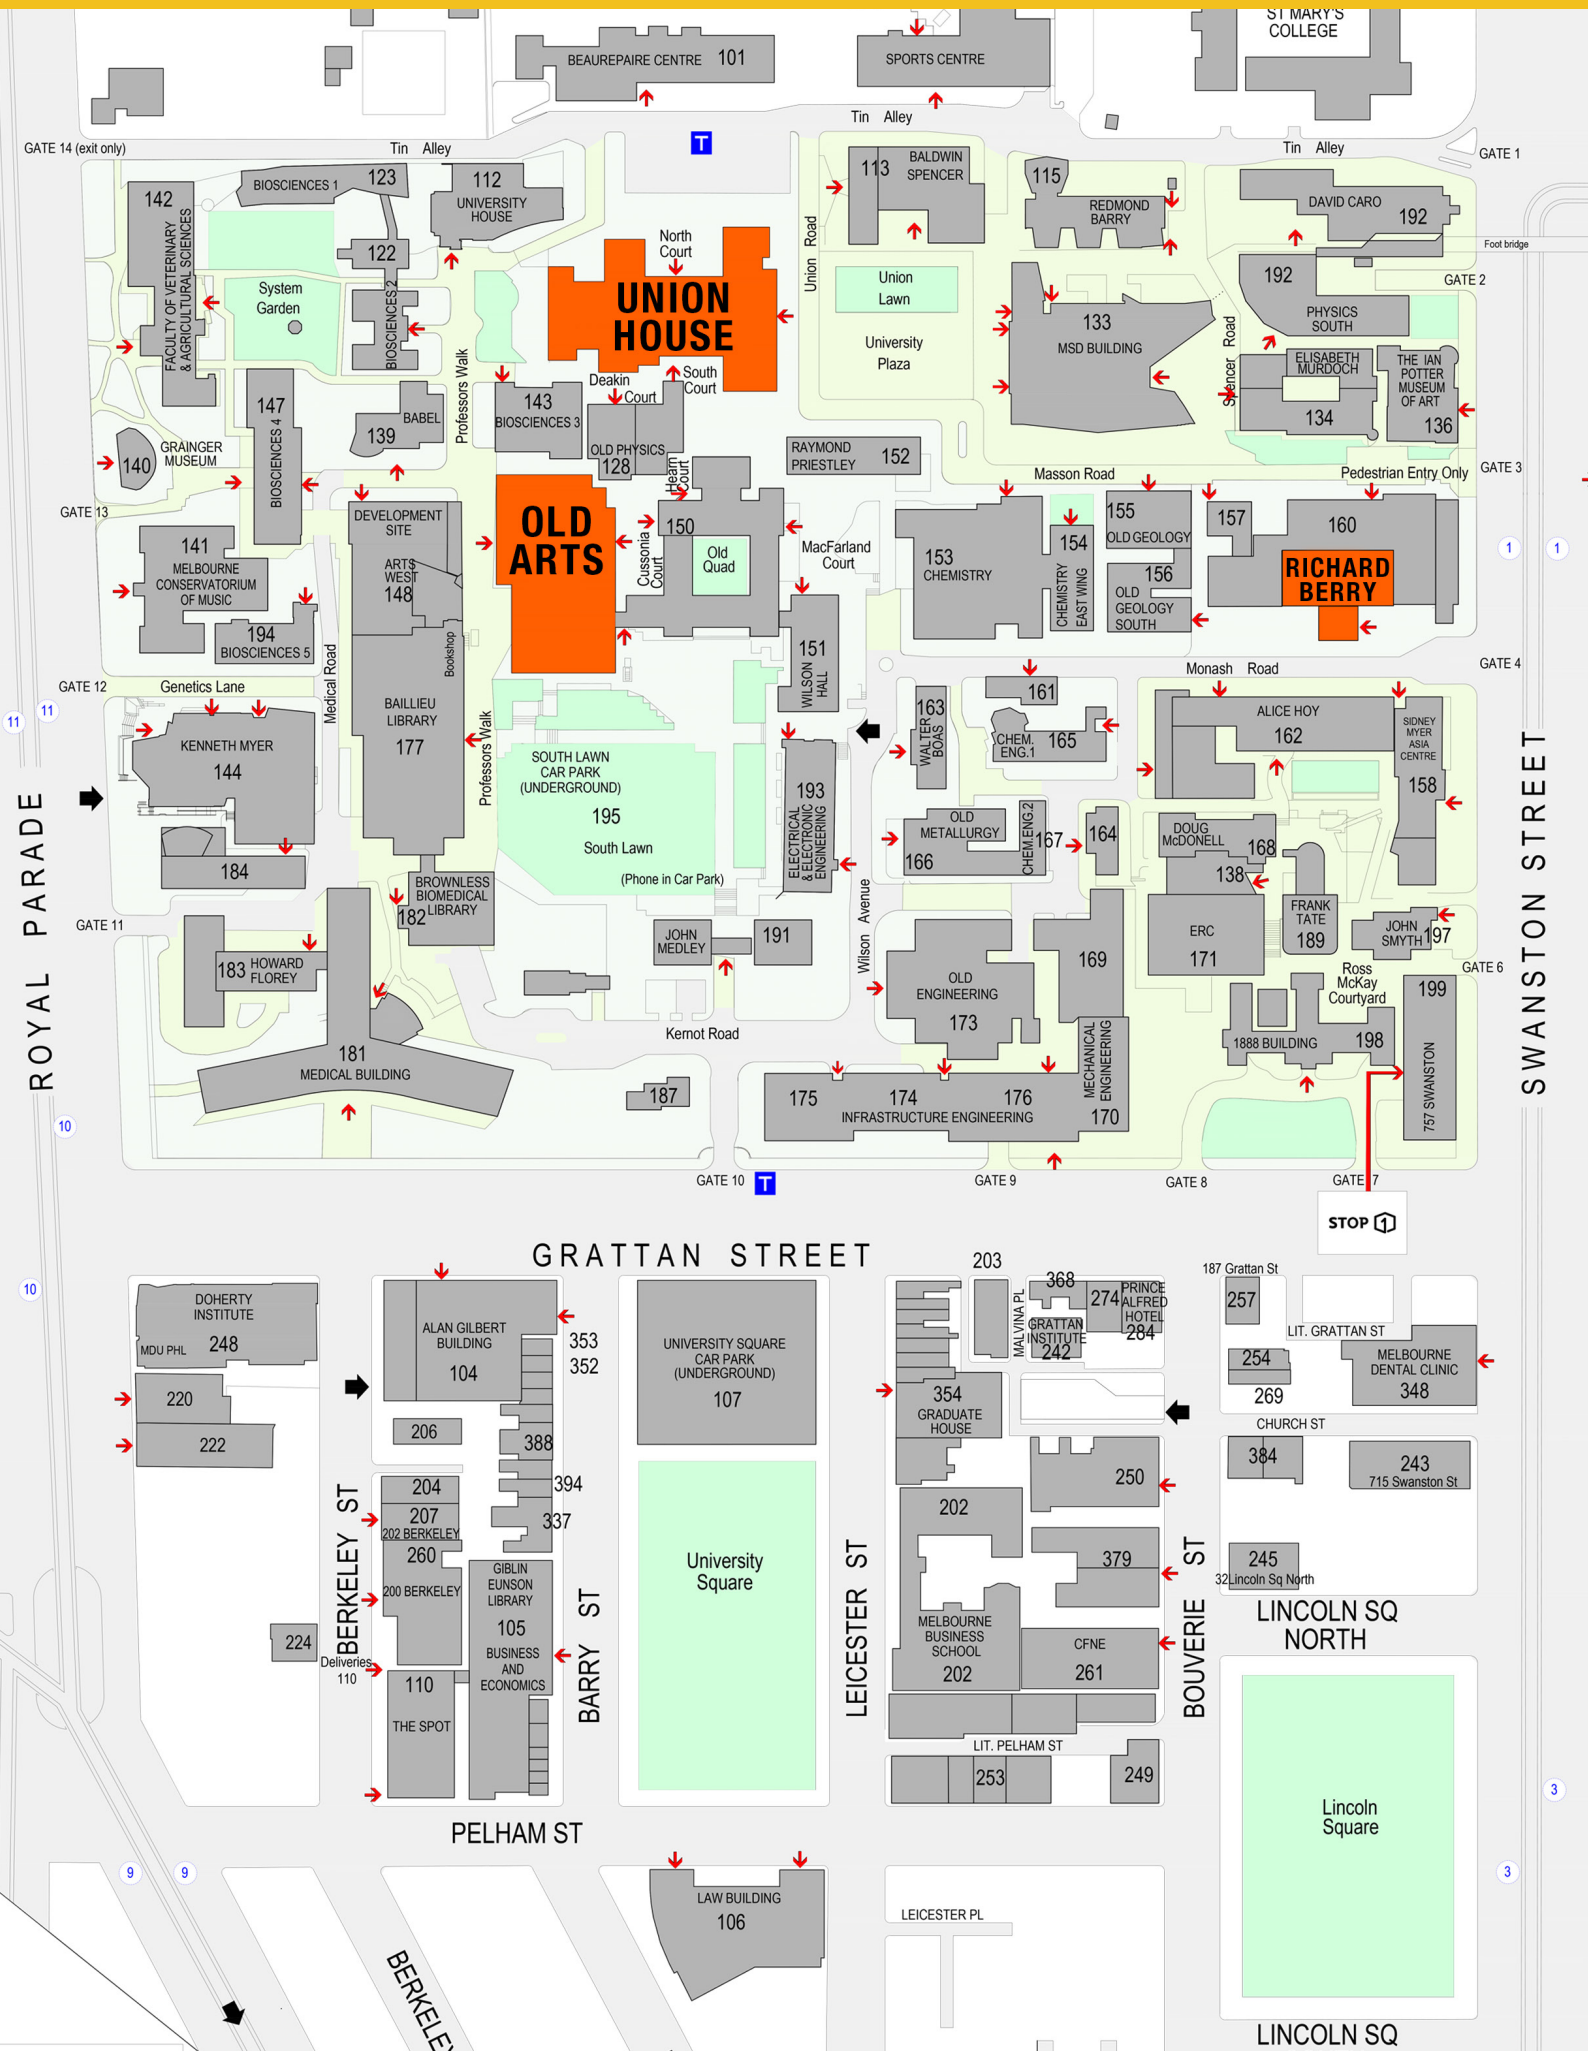 ST MARY'S
COLLEGE
BEAUREPAIRE CENTRE 101
SPORTS CENTRE
Tin Alley
GATE 14 (exit only)
Tin Alley
T
Tin Alley
GATE 1
142
FACULTY OF VETERINARY
& AGRICULTURAL SCIENCES
BIOSCIENCES 1
123
112
UNIVERSITY
HOUSE
122
BIOSCIENCES 2
System
Garden
113
BALDWIN
SPENCER
115
REDMOND
BARRY
DAVID CARO
192
Foot bridge
GATE 2
192
PHYSICS
SOUTH
North
Court
UNION
HOUSE
Union Road
Union
Lawn
University
Plaza
133
MSD BUILDING
Spencer Road
ELISABETH
MURDOCH
134
THE IAN
POTTER
MUSEUM
OF ART
136
South
Court
Deakin
Court
Professors Walk
143
BIOSCIENCES 3
OLD PHYSICS
128
147
BIOSCIENCES 4
BABEL
139
140
GRAINGER
MUSEUM
RAYMOND
PRIESTLEY
152
Masson Road
Pedestrian Entry Only
GATE 3
GATE 13
Hearn
Court
OLD
ARTS
150
Old
Quad
Cussonia
Court
MacFarland
Court
DEVELOPMENT
SITE
ARTS
WEST
148
141
MELBOURNE
CONSERVATORIUM
OF MUSIC
194
BIOSCIENCES 5
153
CHEMISTRY
154
CHEMISTRY
EAST WING
155
OLD GEOLOGY
156
OLD
GEOLOGY
SOUTH
157
160
RICHARD
BERRY
1
1
Monash Road
GATE 4
GATE 12
Genetics Lane
Medical Road
Bookshop
BAILLIEU
LIBRARY
177
Professors Walk
151
WILSON
HALL
11
11
KENNETH MYER
144
184
SOUTH LAWN
CAR PARK
(UNDERGROUND)
195
South Lawn
(Phone in Car Park)
193
ELECTRICAL
& ELECTRONIC
ENGINEERING
163
WALTER
BOAS
161
CHEM.
ENG.1
165
ALICE HOY
162
SIDNEY
MYER
ASIA
CENTRE
158
OLD
METALLURGY
166
CHEM.ENG.2
167
164
DOUG
McDONELL
168
138
ERC
171
FRANK
TATE
189
JOHN
SMYTH
197
GATE 6
GATE 11
BROWNLESS
BIOMEDICAL
LIBRARY
182
183
HOWARD
FLOREY
JOHN
MEDLEY
191
Wilson Avenue
OLD
ENGINEERING
173
169
Ross
McKay
Courtyard
199
757 SWANSTON
1888 BUILDING
198
Kernot Road
181
MEDICAL BUILDING
187
175
174
176
INFRASTRUCTURE ENGINEERING
MECHANICAL
ENGINEERING
170
ROYAL PARADE
SWANSTON STREET
10
GATE 10
T
GATE 9
GATE 8
GATE 7
STOP 1
GRATTAN STREET
10
DOHERTY
INSTITUTE
MDU PHL
248
220
222
224
ALAN GILBERT
BUILDING
104
353
352
206
388
394
337
204
207
202 BERKELEY
260
200 BERKELEY
GIBLIN
EUNSON
LIBRARY
105
BUSINESS
AND
ECONOMICS
Deliveries
110
110
THE SPOT
BERKELEY ST
BARRY ST
UNIVERSITY SQUARE
CAR PARK
(UNDERGROUND)
107
University
Square
LEICESTER ST
203
MALVINA PL
368
274
PRINCE
ALFRED
HOTEL
284
GRATTAN
INSTITUTE
242
354
GRADUATE
HOUSE
202
250
379
MELBOURNE
BUSINESS
SCHOOL
202
CFNE
261
LIT. PELHAM ST
253
249
BOUVERIE ST
187 Grattan St
257
LIT. GRATTAN ST
254
269
MELBOURNE
DENTAL CLINIC
348
CHURCH ST
384
243
715 Swanston St
245
32Lincoln Sq North
LINCOLN SQ
NORTH
Lincoln
Square
3
3
PELHAM ST
9
9
LAW BUILDING
106
LEICESTER PL
BERKELEY
LINCOLN SQ